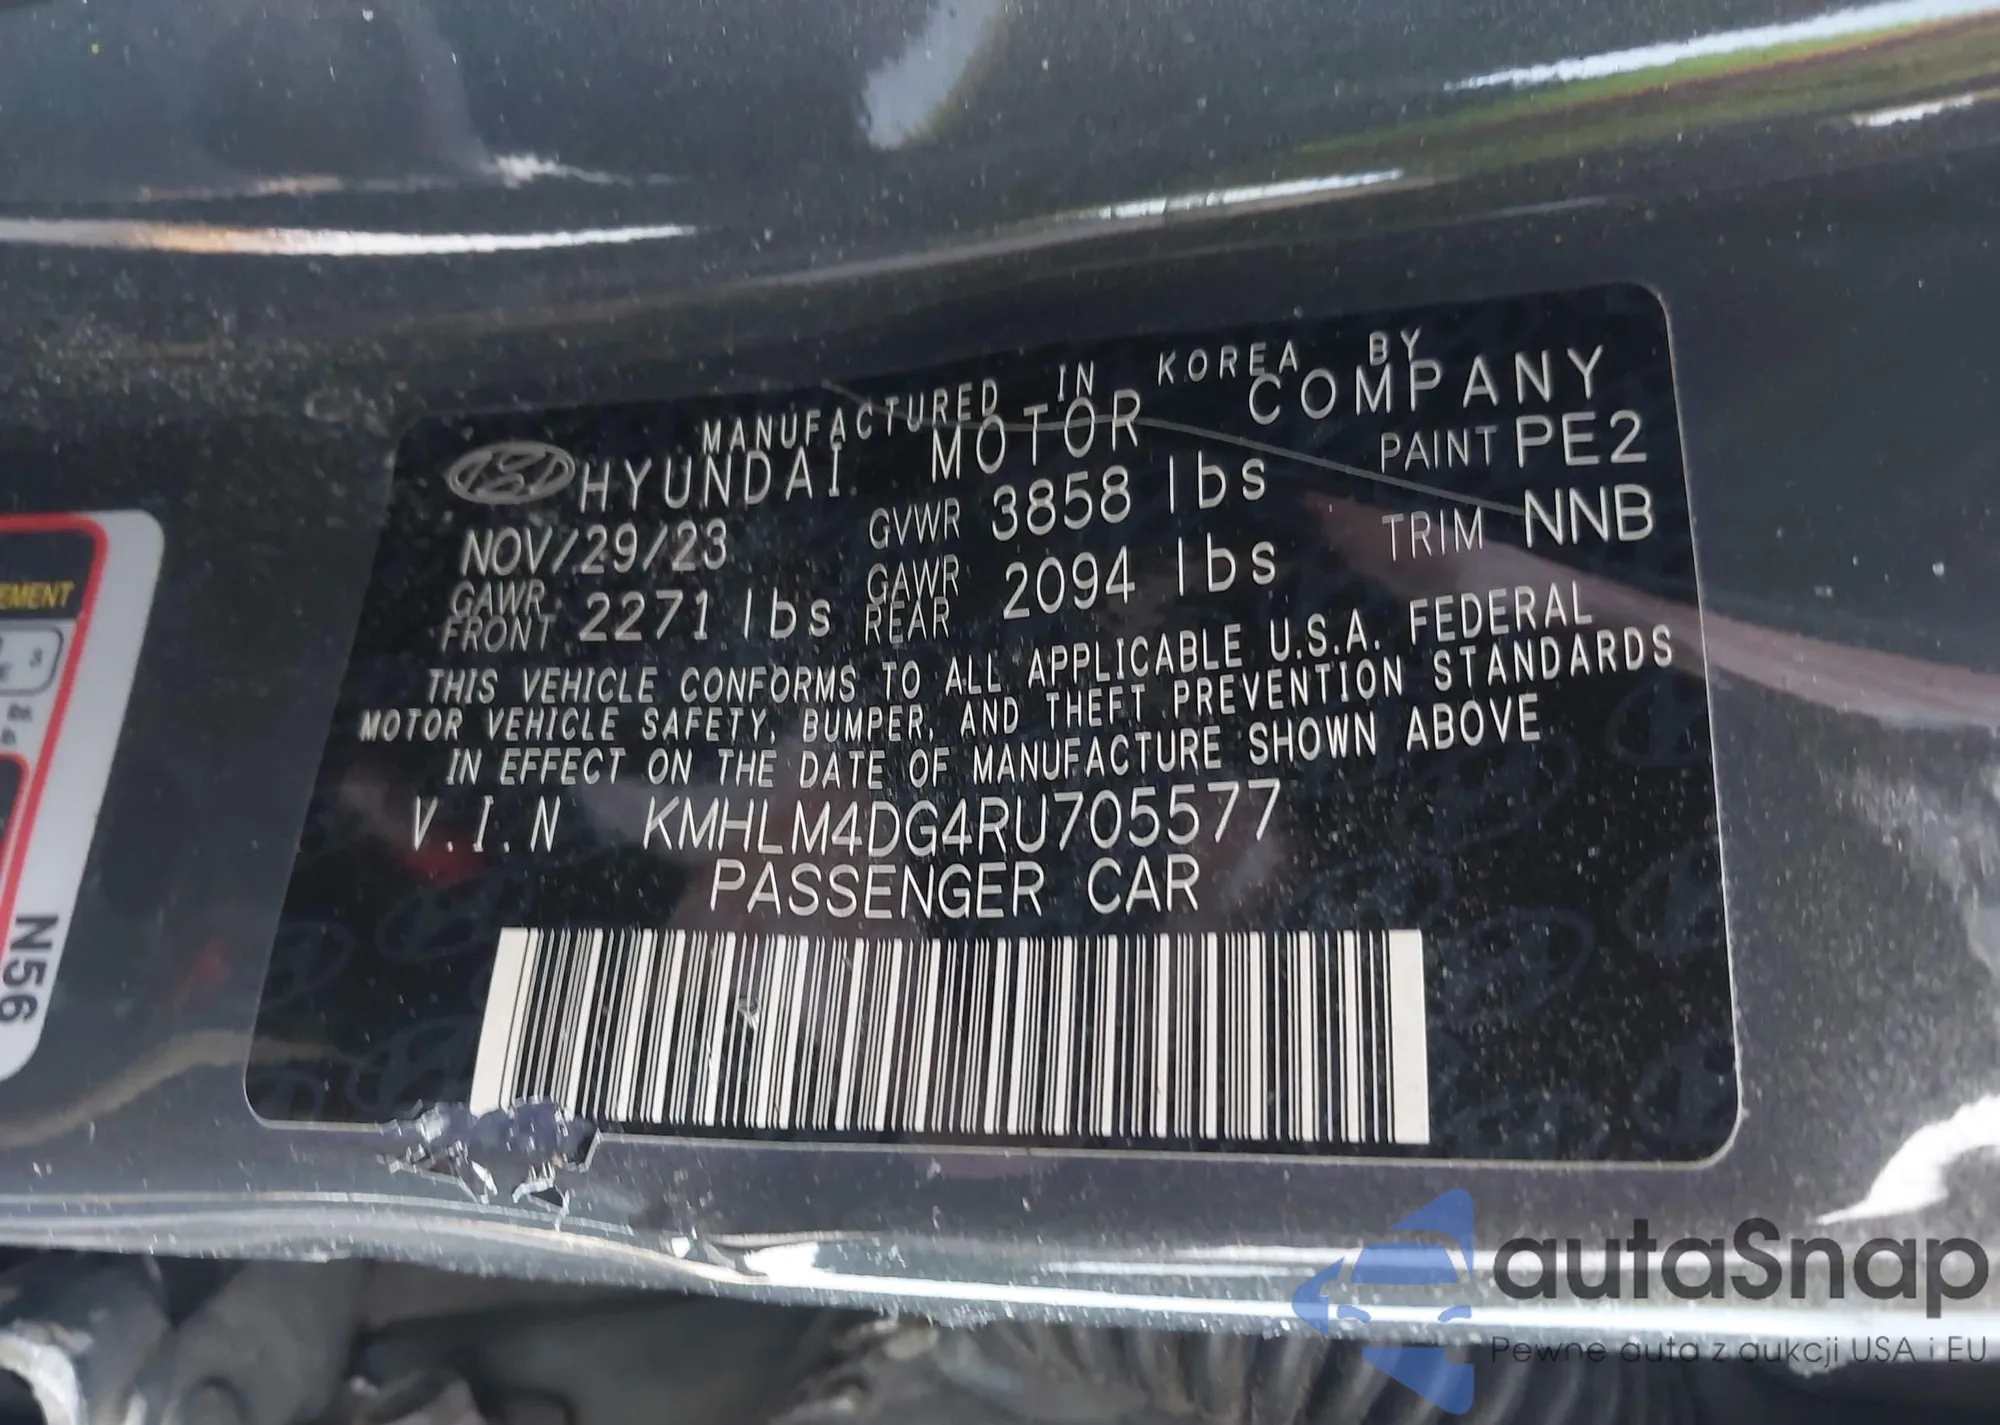 MANUFACTURED IN KOREA BY
HYUNDAI MOTOR COMPANY
NOV/29/23 GVWR 3858 lbs PAINT PE2
GAWR FRONT 2271 lbs GAWR REAR 2094 lbs TRIM NNB
THIS VEHICLE CONFORMS TO ALL APPLICABLE U.S.A. FEDERAL
MOTOR VEHICLE SAFETY, BUMPER, AND THEFT PREVENTION STANDARDS
IN EFFECT ON THE DATE OF MANUFACTURE SHOWN ABOVE
V.I.N KMHLM4DG4RU705577
PASSENGER CAR
EMENT
3
N56
autaSnap
Pewne auta z aukcji USA i EU